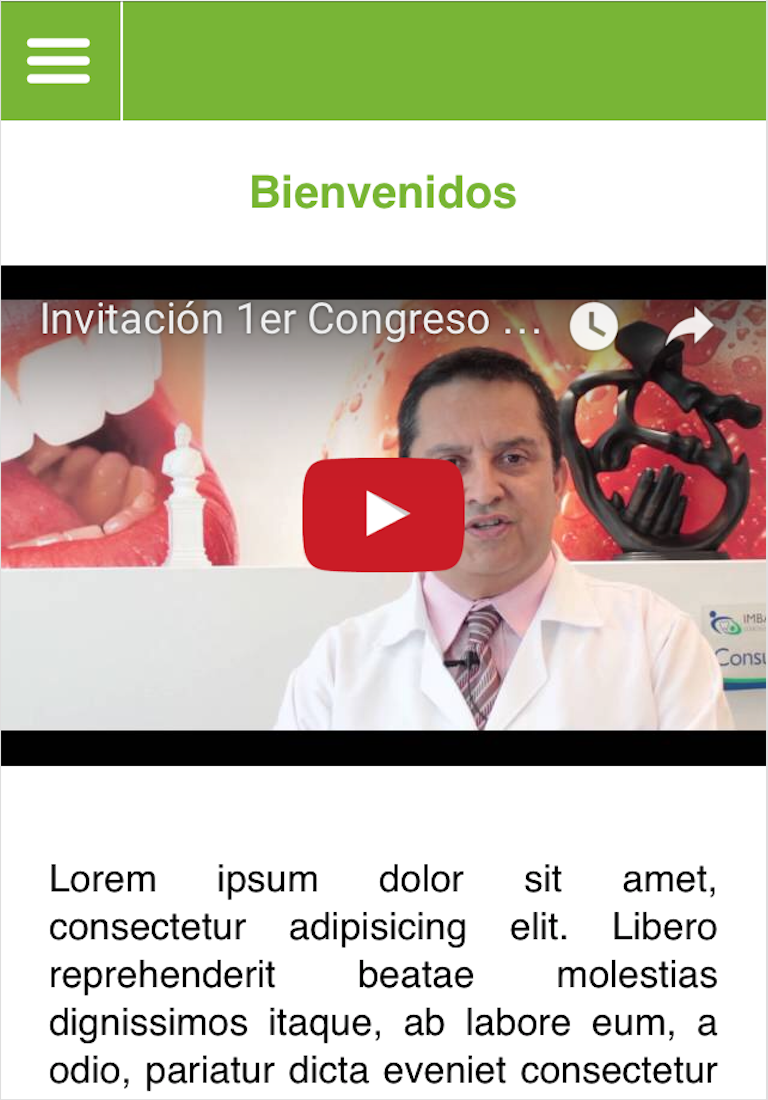 Bienvenidos
Invitación 1er Congreso ...
IMBA
Consu
Lorem ipsum dolor sit amet,
consectetur adipisicing elit. Libero
reprehenderit beatae molestias
dignissimos itaque, ab labore eum, a
odio, pariatur dicta eveniet consectetur